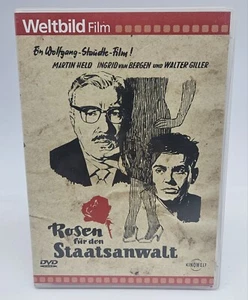 Weltbild Film
Ein Wolfgang-Staudte-Film!
MARTIN HELD INGRID VAN BERGEN UND WALTER GILLER
Rosen
für den
Staatsanwalt
DVD
KINOWELT